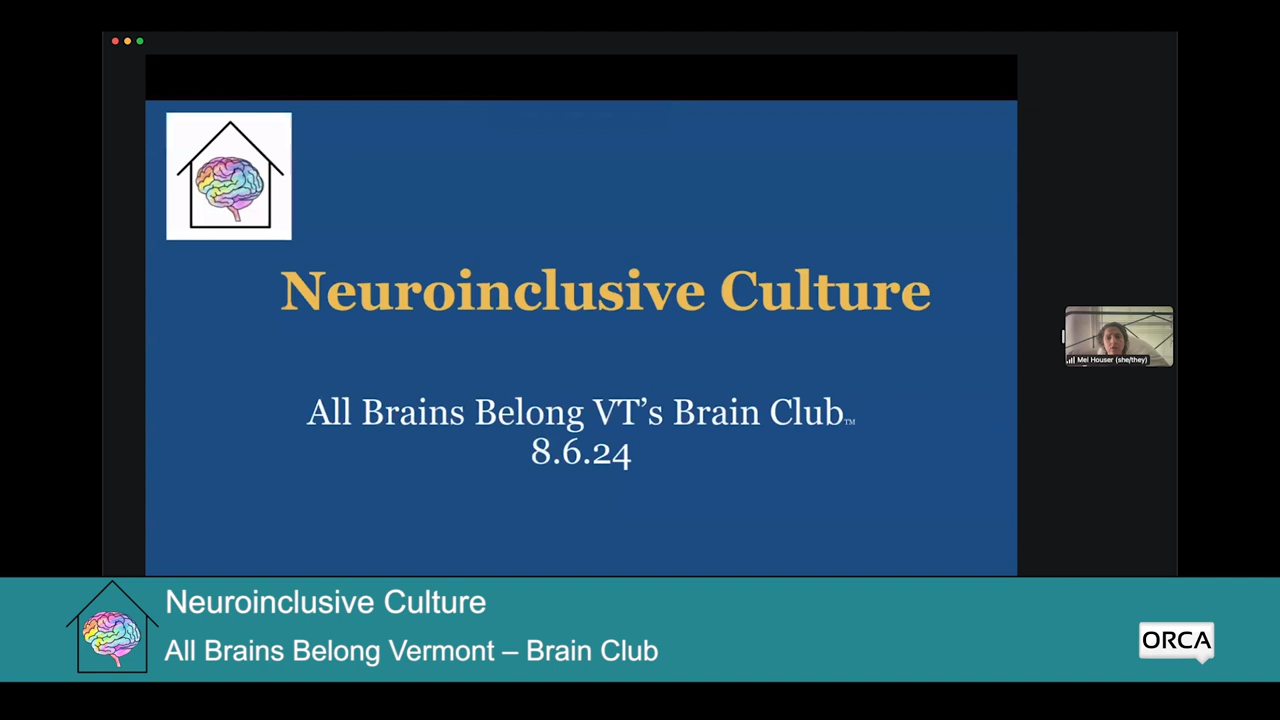 Neuroinclusive Culture
All Brains Belong VT's Brain Club™
8.6.24
Mel Houser (she/they)
Neuroinclusive Culture
All Brains Belong Vermont – Brain Club
ORCA